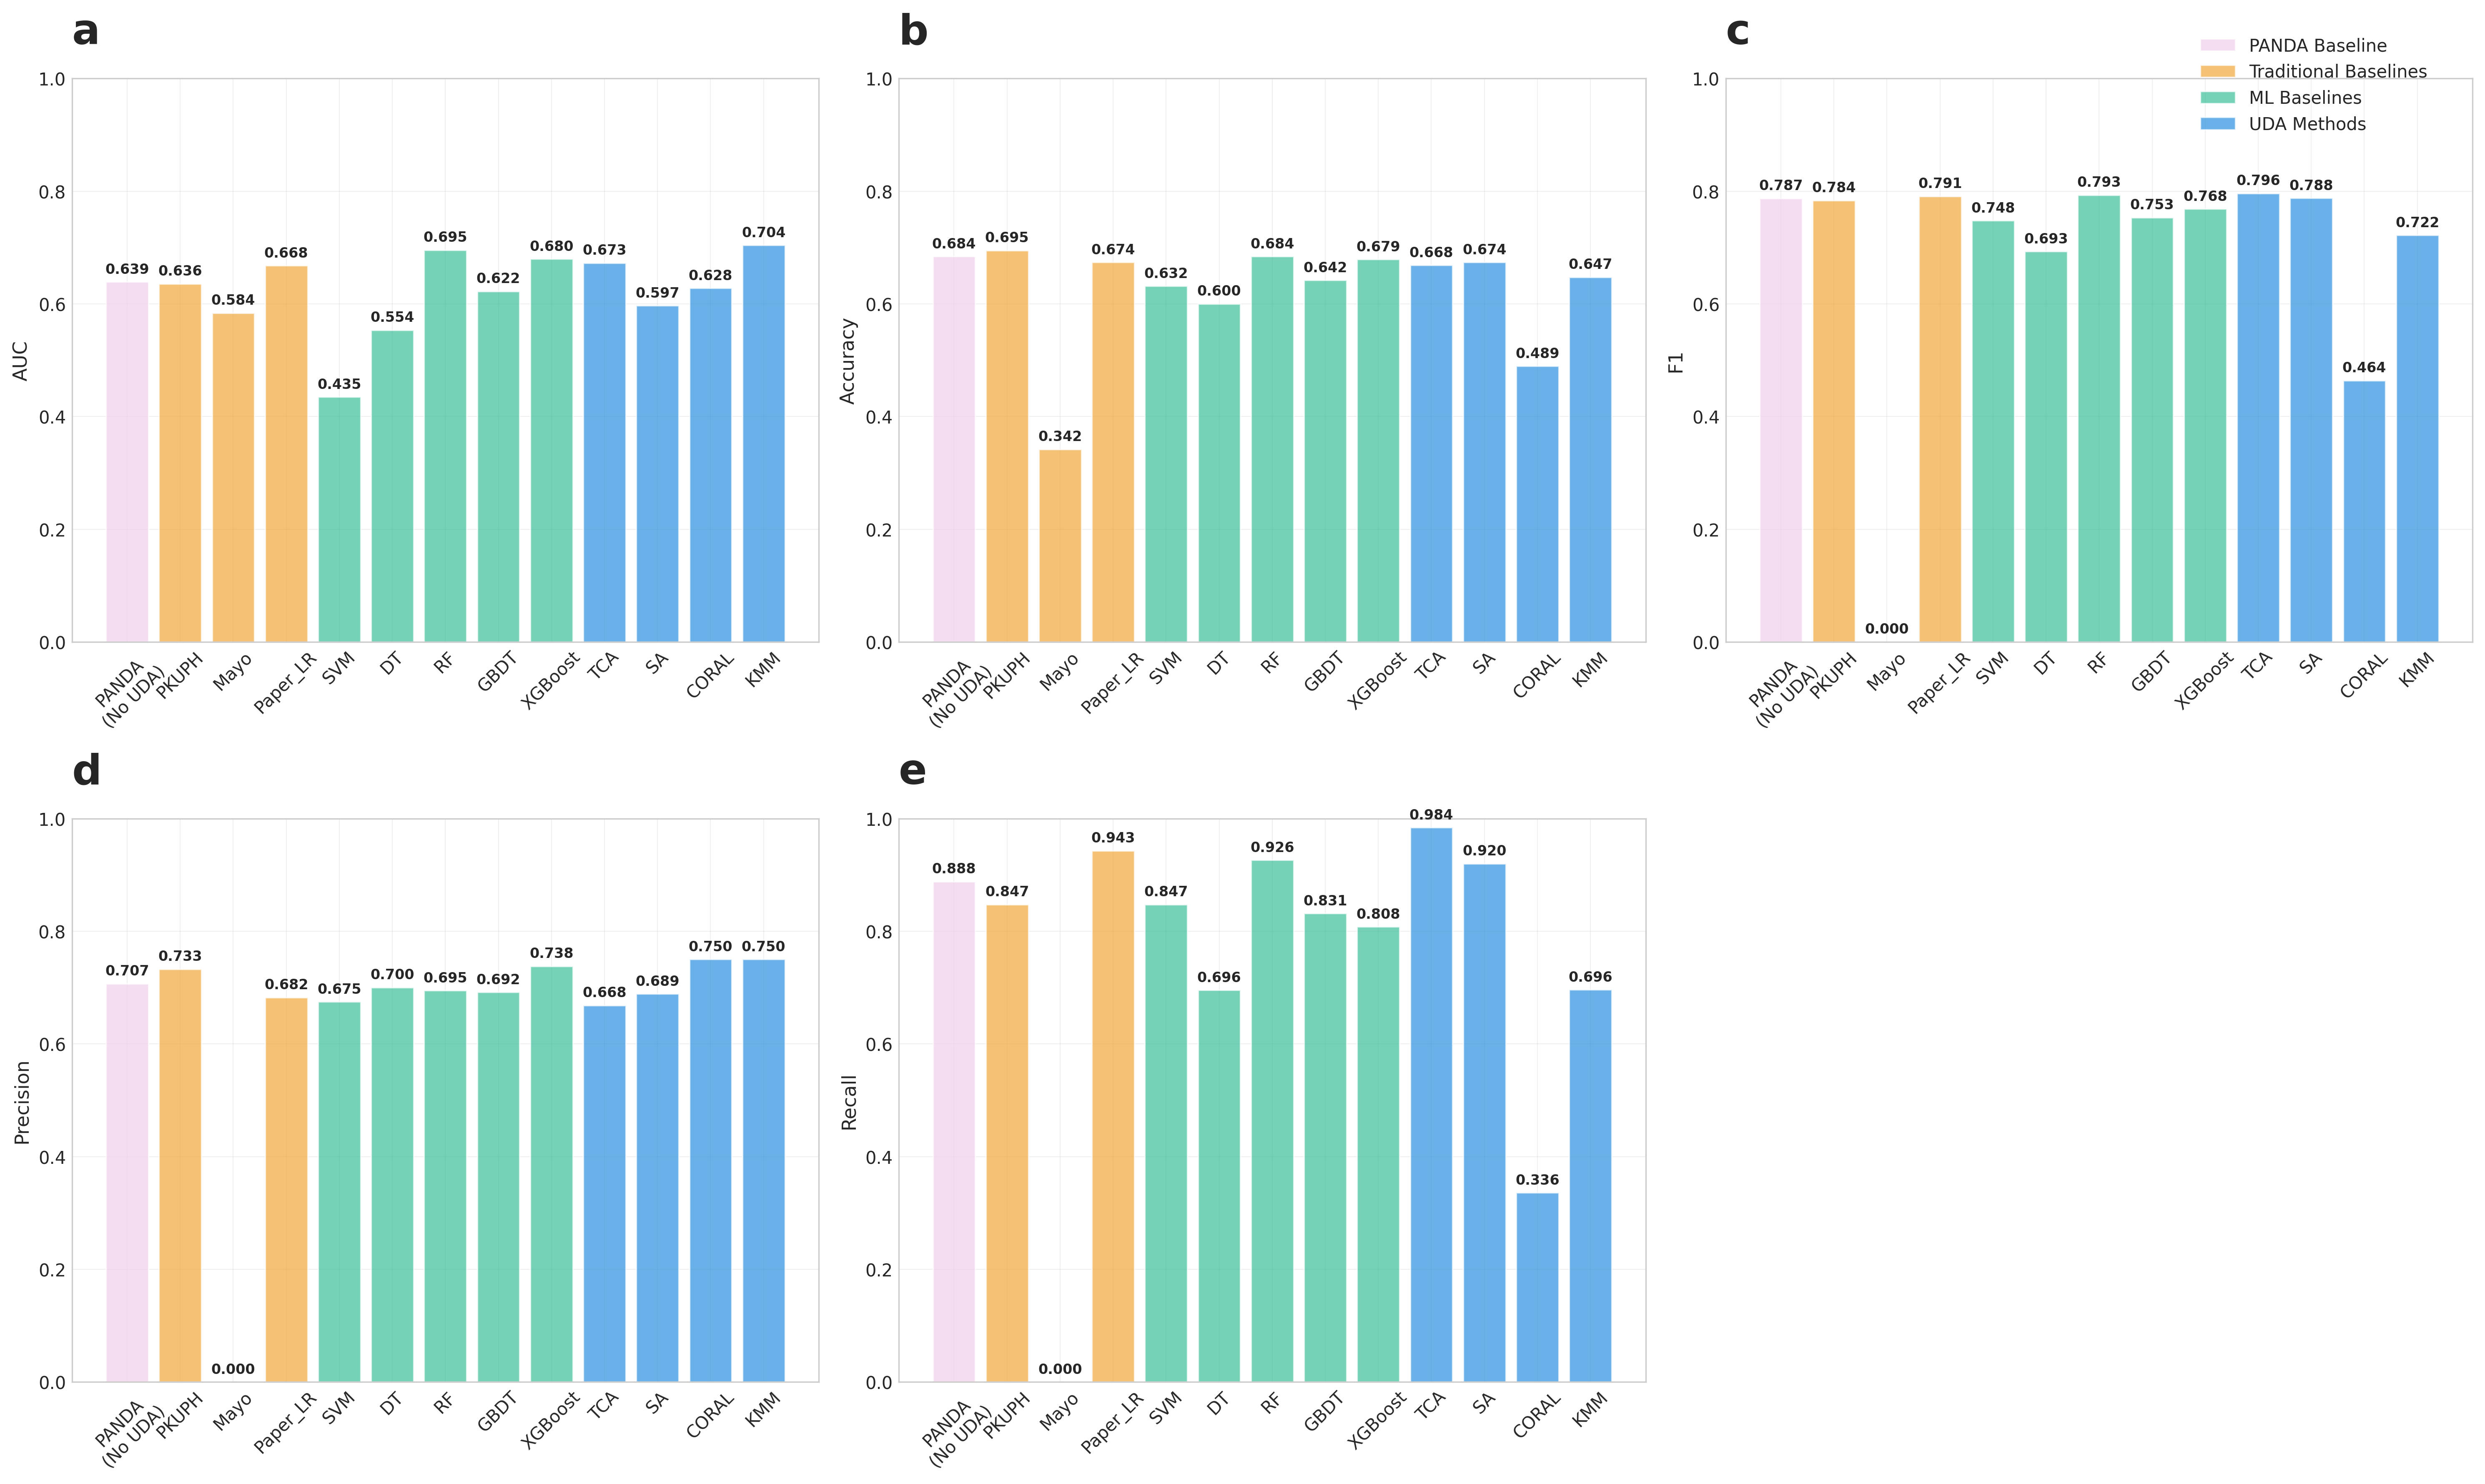 a
1.0
0.8
0.6
0.4
0.2
0.0
AUC
0.639
0.636
0.584
0.668
0.435
0.554
0.695
0.622
0.680
0.673
0.597
0.628
0.704
PANDA
(No UDA)
PKUPH
Mayo
Paper_LR
SVM
DT
RF
GBDT
XGBoost
TCA
SA
CORAL
KMM
b
1.0
0.8
0.6
0.4
0.2
0.0
Accuracy
0.684
0.695
0.342
0.674
0.632
0.600
0.684
0.642
0.679
0.668
0.674
0.489
0.647
PANDA
(No UDA)
PKUPH
Mayo
Paper_LR
SVM
DT
RF
GBDT
XGBoost
TCA
SA
CORAL
KMM
c
PANDA Baseline
Traditional Baselines
ML Baselines
UDA Methods
1.0
0.8
0.6
0.4
0.2
0.0
F1
0.787
0.784
0.000
0.791
0.748
0.693
0.793
0.753
0.768
0.796
0.788
0.464
0.722
PANDA
(No UDA)
PKUPH
Mayo
Paper_LR
SVM
DT
RF
GBDT
XGBoost
TCA
SA
CORAL
KMM
d
1.0
0.8
0.6
0.4
0.2
0.0
Precision
0.707
0.733
0.000
0.682
0.675
0.700
0.695
0.692
0.738
0.668
0.689
0.750
0.750
PANDA
(No UDA)
PKUPH
Mayo
Paper_LR
SVM
DT
RF
GBDT
XGBoost
TCA
SA
CORAL
KMM
e
1.0
0.8
0.6
0.4
0.2
0.0
Recall
0.888
0.847
0.000
0.943
0.847
0.696
0.926
0.831
0.808
0.984
0.920
0.336
0.696
PANDA
(No UDA)
PKUPH
Mayo
Paper_LR
SVM
DT
RF
GBDT
XGBoost
TCA
SA
CORAL
KMM